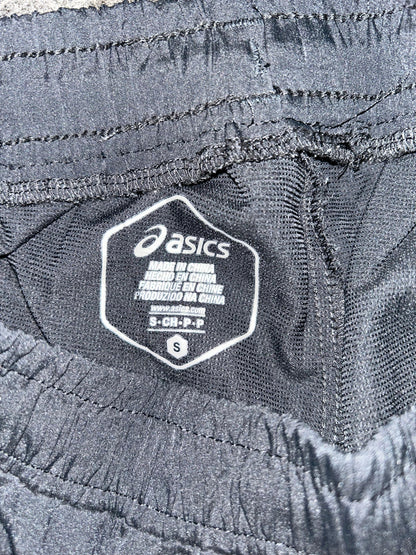 asics
MADE IN CHINA
HECHO EN CHINA
FABRIQUÉ EN CHINE
PRODUZIDO NA CHINA
www.asics.com
S•CH•P•P
S